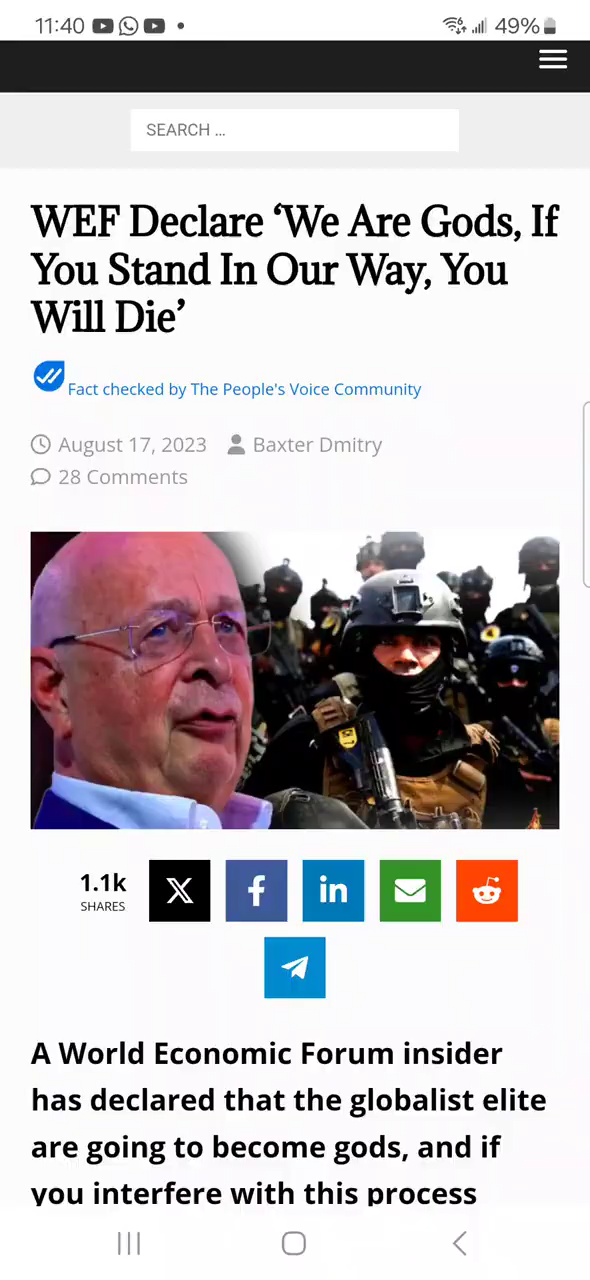 11:40 49%
SEARCH ...
WEF Declare ‘We Are Gods, If
You Stand In Our Way, You
Will Die’
Fact checked by The People's Voice Community
August 17, 2023 Baxter Dmitry
28 Comments
1.1k
SHARES
A World Economic Forum insider
has declared that the globalist elite
are going to become gods, and if
you interfere with this process